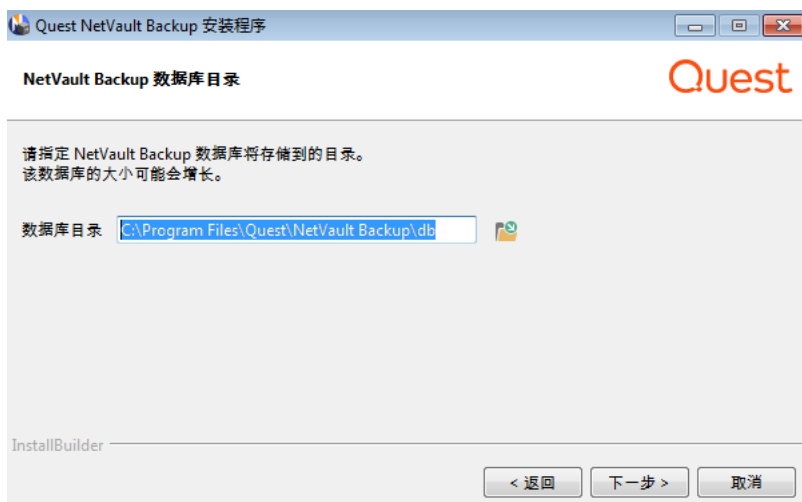 Quest NetVault Backup 安装程序
NetVault Backup 数据库目录
Quest
请指定 NetVault Backup 数据库将存储到的目录。
该数据库的大小可能会增长。
数据库目录 C:\Program Files\Quest\NetVault Backup\db
InstallBuilder
< 返回 下一步 > 取消